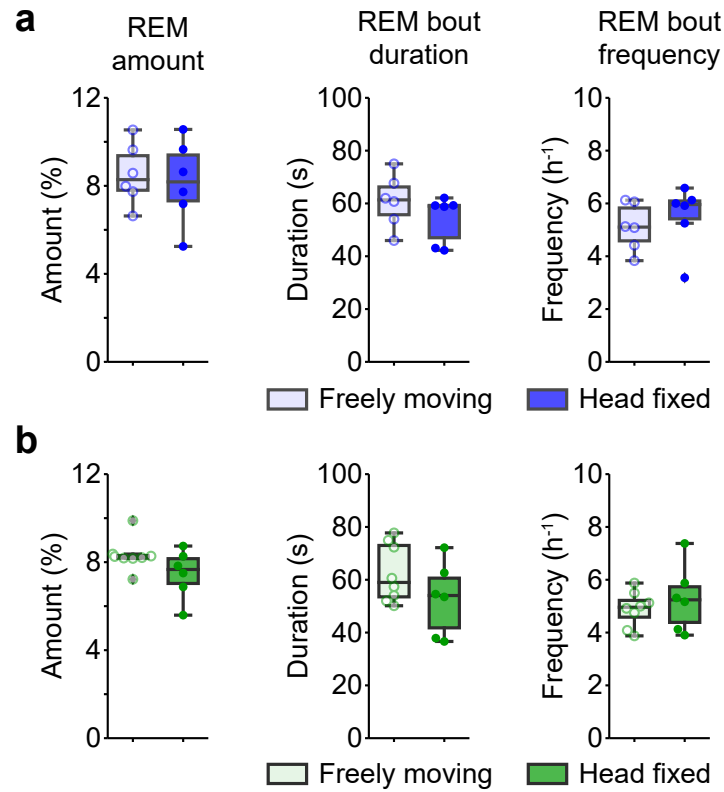 a
REM
amount
REM bout
duration
REM bout
frequency
Amount (%)
12
8
4
0
Duration (s)
100
80
60
40
20
0
Frequency (h⁻¹)
10
8
6
4
2
0
Freely moving
Head fixed
b
Amount (%)
12
8
4
0
Duration (s)
100
80
60
40
20
0
Frequency (h⁻¹)
10
8
6
4
2
0
Freely moving
Head fixed